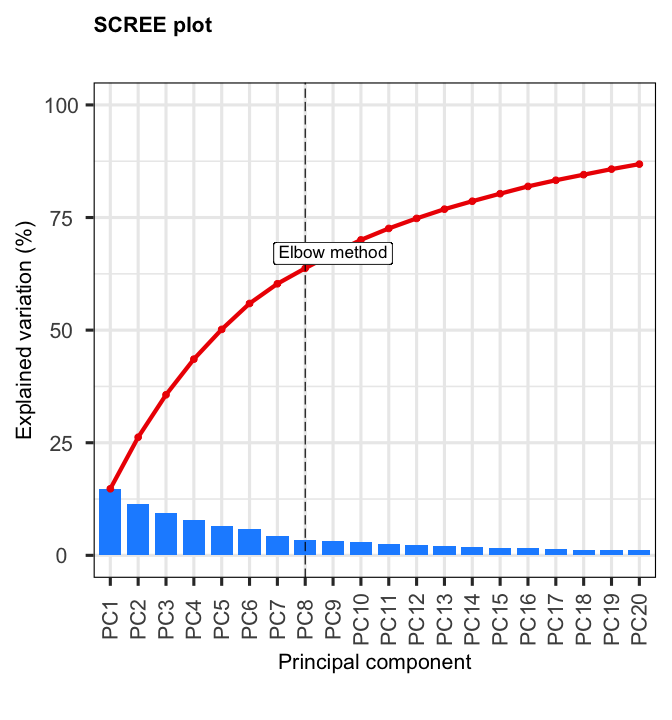 SCREE plot
100
75
50
25
0
Explained variation (%)
Elbow method
PC1
PC2
PC3
PC4
PC5
PC6
PC7
PC8
PC9
PC10
PC11
PC12
PC13
PC14
PC15
PC16
PC17
PC18
PC19
PC20
Principal component